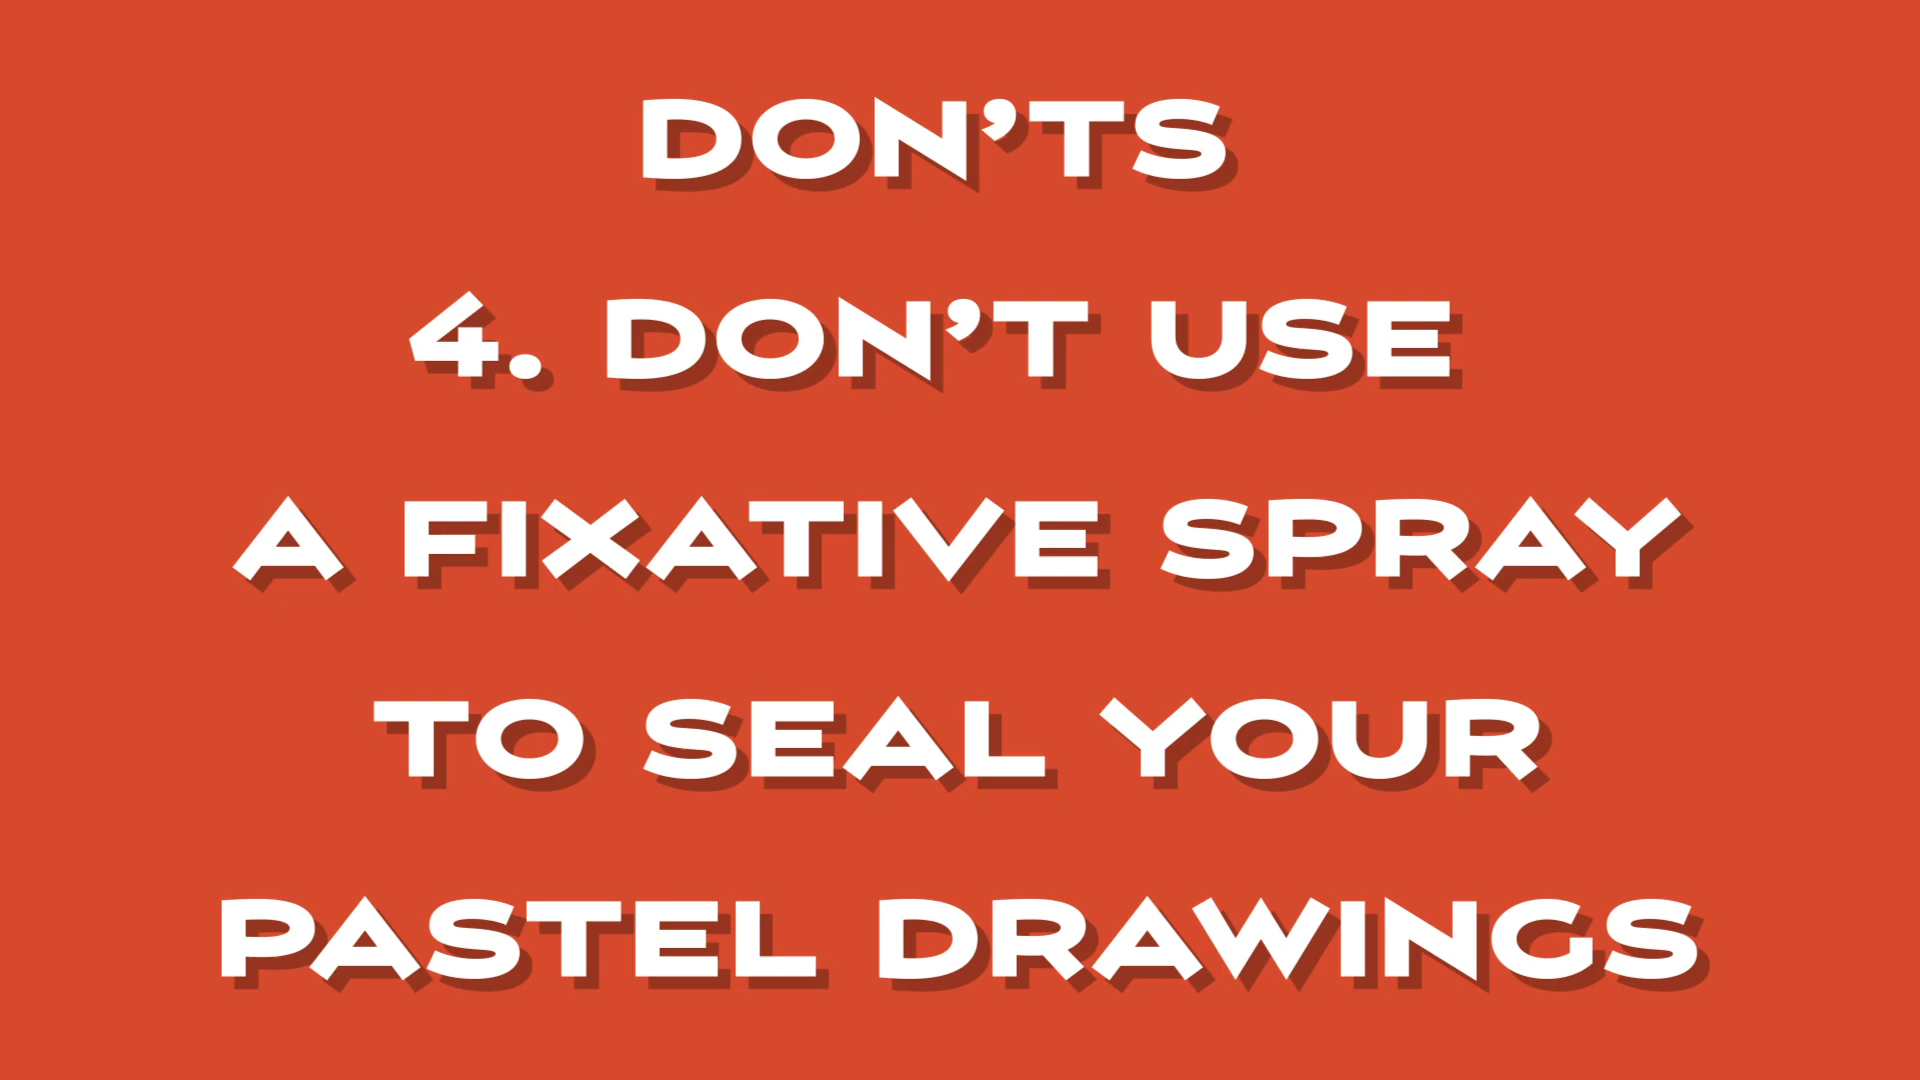 DON’TS
4. DON’T USE
A FIXATIVE SPRAY
TO SEAL YOUR
PASTEL DRAWINGS